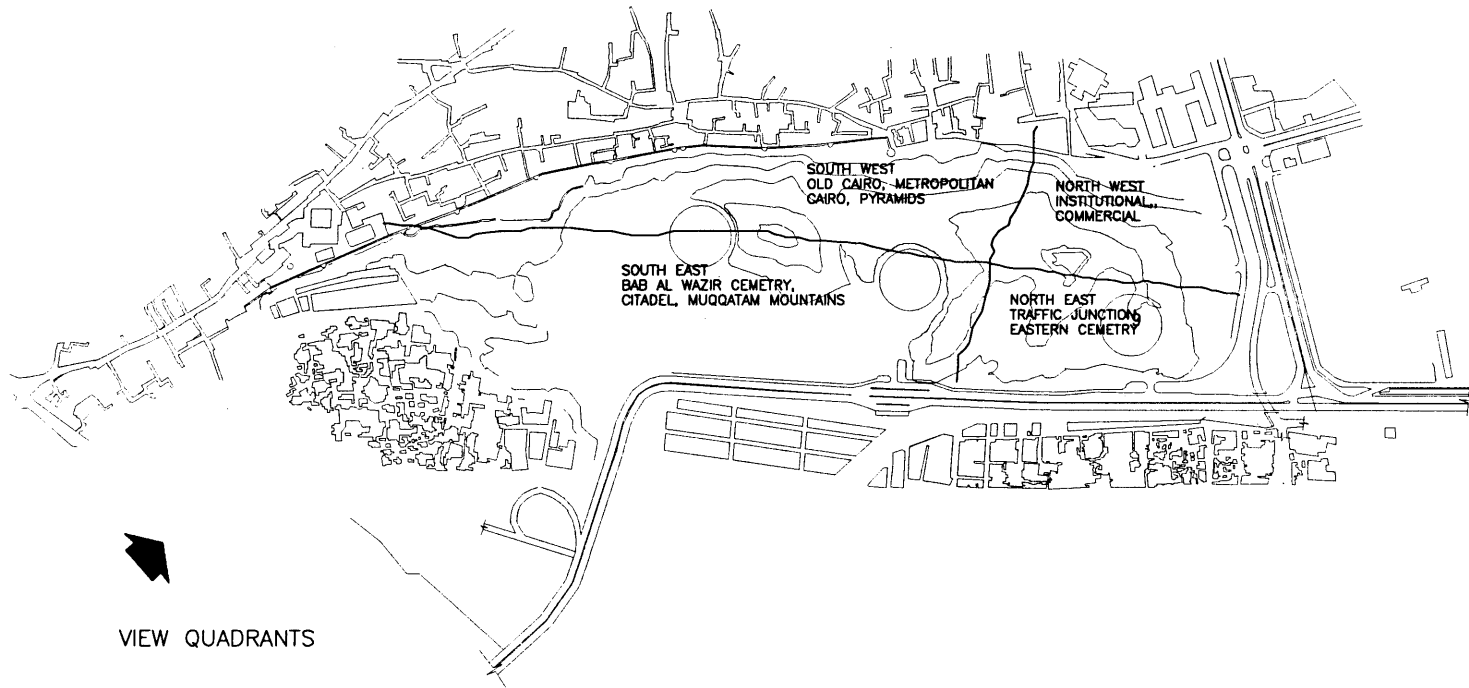 SOUTH WEST
OLD CAIRO, METROPOLITAN
CAIRO, PYRAMIDS
NORTH WEST
INSTITUTIONAL,
COMMERCIAL
SOUTH EAST
BAB AL WAZIR CEMETRY,
CITADEL, MUQQATAM MOUNTAINS
NORTH EAST
TRAFFIC JUNCTION,
EASTERN CEMETRY
VIEW QUADRANTS